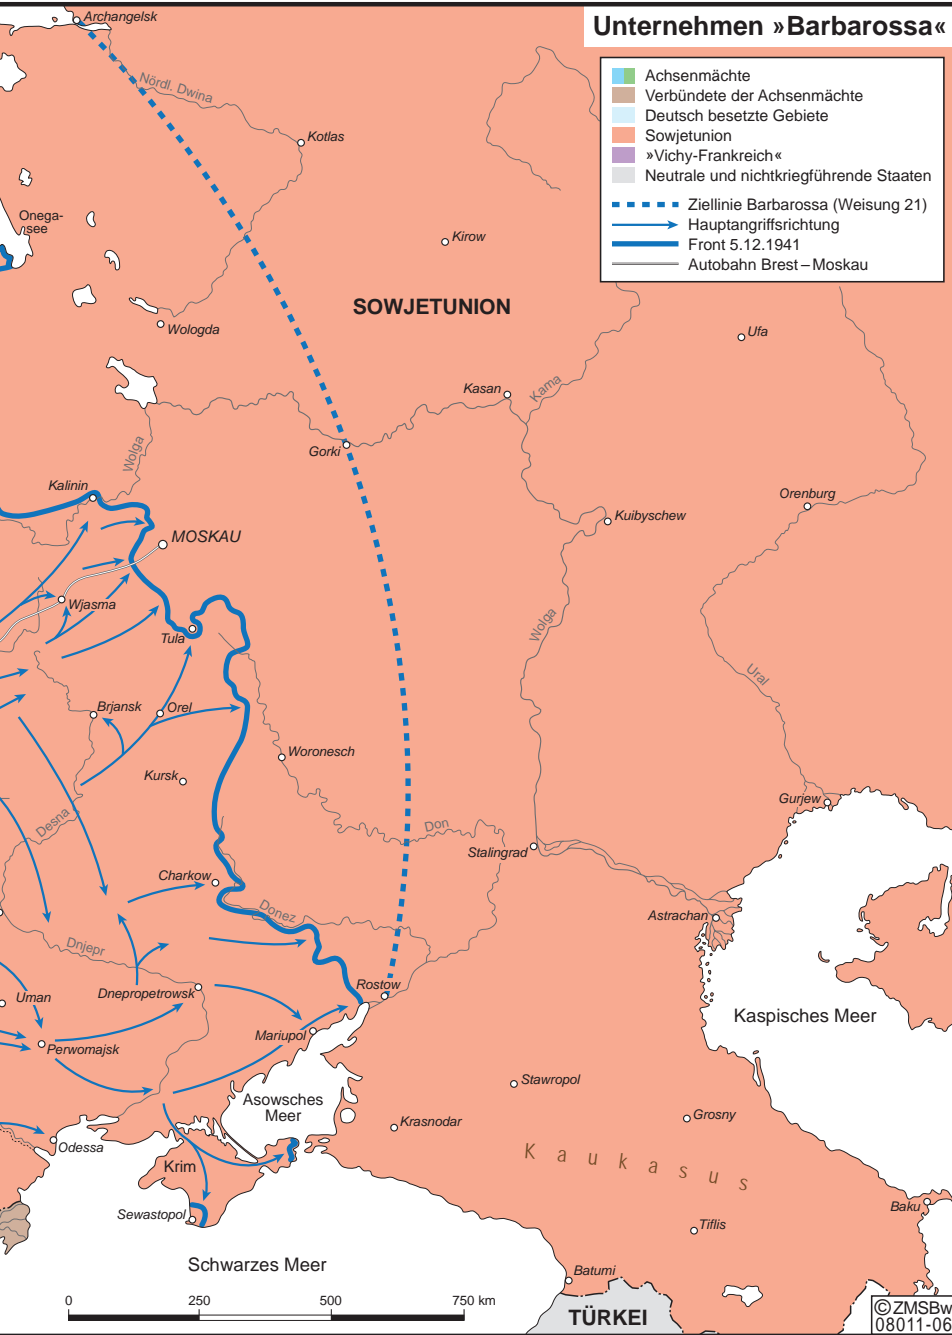 Unternehmen »Barbarossa«
Achsenmächte
Verbündete der Achsenmächte
Deutsch besetzte Gebiete
Sowjetunion
»Vichy-Frankreich«
Neutrale und nichtkriegführende Staaten
Ziellinie Barbarossa (Weisung 21)
Hauptangriffsrichtung
Front 5.12.1941
Autobahn Brest–Moskau
Archangelsk
Nördl. Dwina
Kotlas
Onega-
see
Kirow
SOWJETUNION
Wologda
Ufa
Kasan
Kama
Wolga
Gorki
Kalinin
Orenburg
Kuibyschew
MOSKAU
Wjasma
Wolga
Tula
Ural
Brjansk
Orel
Woronesch
Kursk
Gurjew
Desna
Don
Stalingrad
Charkow
Donez
Astrachan
Dnjepr
Uman
Dnepropetrowsk
Rostow
Kaspisches Meer
Mariupol
Perwomajsk
Stawropol
Asowsches
Meer
Grosny
Krasnodar
Odessa
Kaukasus
Krim
Sewastopol
Baku
Tiflis
Schwarzes Meer
Batumi
0 250 500 750 km
TÜRKEI
©ZMSBw
08011-06